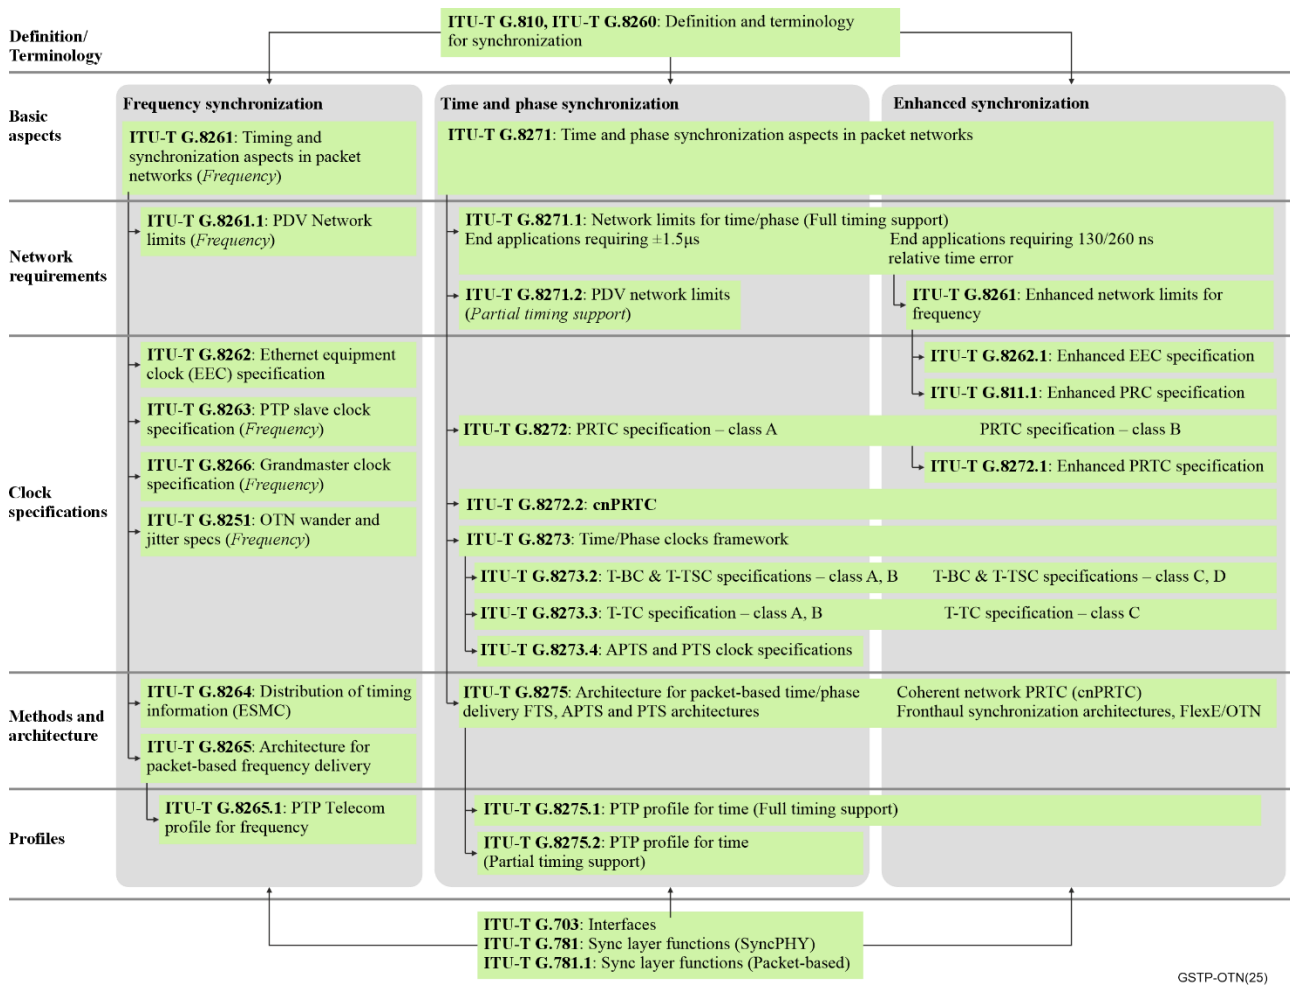 Definition/
Terminology
ITU-T G.810, ITU-T G.8260: Definition and terminology
for synchronization
Basic
aspects
Frequency synchronization
ITU-T G.8261: Timing and
synchronization aspects in packet
networks (Frequency)
Time and phase synchronization
Enhanced synchronization
ITU-T G.8271: Time and phase synchronization aspects in packet networks
Network
requirements
ITU-T G.8261.1: PDV Network
limits (Frequency)
ITU-T G.8271.1: Network limits for time/phase (Full timing support)
End applications requiring ±1.5µs
End applications requiring 130/260 ns
relative time error
ITU-T G.8271.2: PDV network limits
(Partial timing support)
ITU-T G.8261: Enhanced network limits for
frequency
Clock
specifications
ITU-T G.8262: Ethernet equipment
clock (EEC) specification
ITU-T G.8263: PTP slave clock
specification (Frequency)
ITU-T G.8266: Grandmaster clock
specification (Frequency)
ITU-T G.8251: OTN wander and
jitter specs (Frequency)
ITU-T G.8262.1: Enhanced EEC specification
ITU-T G.811.1: Enhanced PRC specification
ITU-T G.8272: PRTC specification – class A
PRTC specification – class B
ITU-T G.8272.1: Enhanced PRTC specification
ITU-T G.8272.2: cnPRTC
ITU-T G.8273: Time/Phase clocks framework
ITU-T G.8273.2: T-BC & T-TSC specifications – class A, B
T-BC & T-TSC specifications – class C, D
ITU-T G.8273.3: T-TC specification – class A, B
T-TC specification – class C
ITU-T G.8273.4: APTS and PTS clock specifications
Methods and
architecture
ITU-T G.8264: Distribution of timing
information (ESMC)
ITU-T G.8265: Architecture for
packet-based frequency delivery
ITU-T G.8275: Architecture for packet-based time/phase
delivery FTS, APTS and PTS architectures
Coherent network PRTC (cnPRTC)
Fronthaul synchronization architectures, FlexE/OTN
Profiles
ITU-T G.8265.1: PTP Telecom
profile for frequency
ITU-T G.8275.1: PTP profile for time (Full timing support)
ITU-T G.8275.2: PTP profile for time
(Partial timing support)
ITU-T G.703: Interfaces
ITU-T G.781: Sync layer functions (SyncPHY)
ITU-T G.781.1: Sync layer functions (Packet-based)
GSTP-OTN(25)